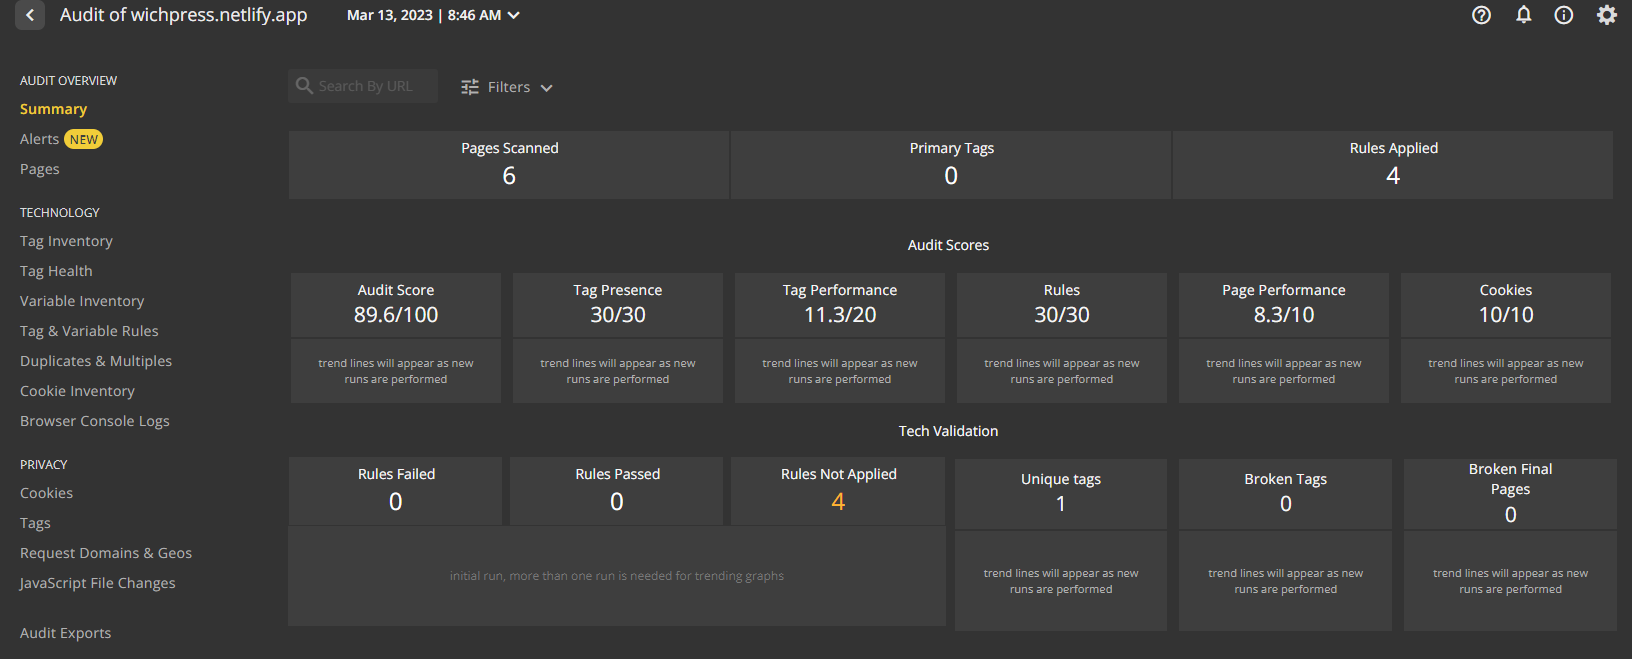 Audit of wichpress.netlify.app
Mar 13, 2023 | 8:46 AM
AUDIT OVERVIEW
Summary
Alerts NEW
Pages
TECHNOLOGY
Tag Inventory
Tag Health
Variable Inventory
Tag & Variable Rules
Duplicates & Multiples
Cookie Inventory
Browser Console Logs
PRIVACY
Cookies
Tags
Request Domains & Geos
JavaScript File Changes
Audit Exports
Search By URL
Filters
Pages Scanned
6
Primary Tags
0
Rules Applied
4
Audit Scores
Audit Score
89.6/100
trend lines will appear as new
runs are performed
Tag Presence
30/30
trend lines will appear as new
runs are performed
Tag Performance
11.3/20
trend lines will appear as new
runs are performed
Rules
30/30
trend lines will appear as new
runs are performed
Page Performance
8.3/10
trend lines will appear as new
runs are performed
Cookies
10/10
trend lines will appear as new
runs are performed
Tech Validation
Rules Failed
0
Rules Passed
0
Rules Not Applied
4
initial run, more than one run is needed for trending graphs
Unique tags
1
trend lines will appear as new
runs are performed
Broken Tags
0
trend lines will appear as new
runs are performed
Broken Final
Pages
0
trend lines will appear as new
runs are performed